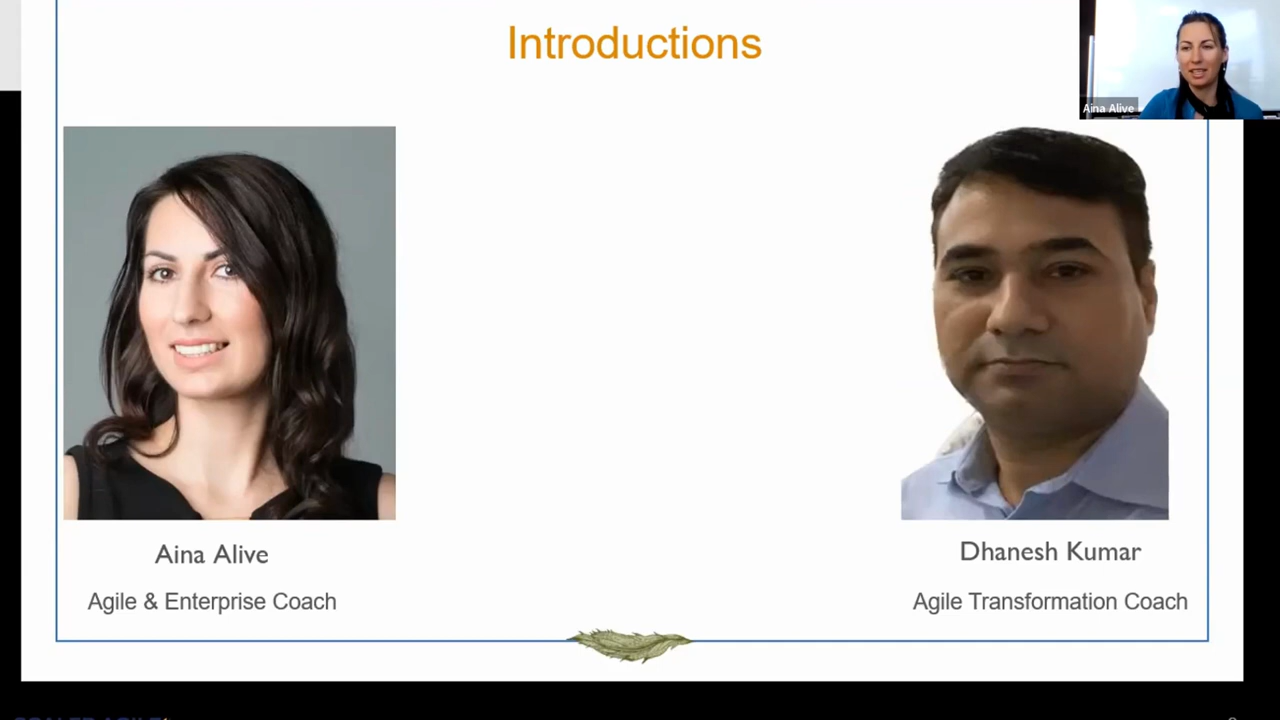 Introductions
Aina Alive
Aina Alive
Agile & Enterprise Coach
Dhanesh Kumar
Agile Transformation Coach